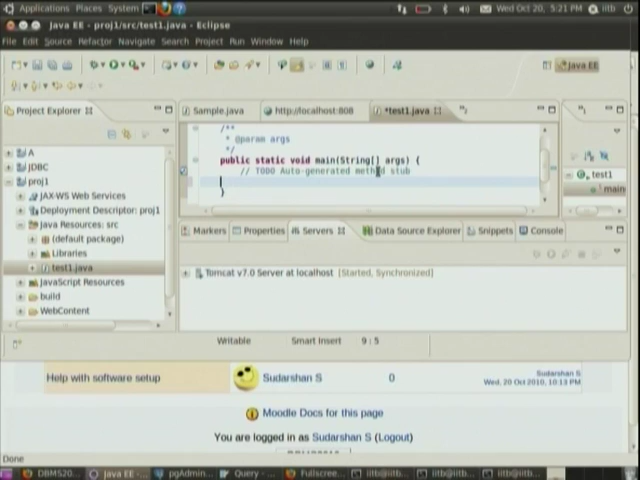 Applications Places System Wed Oct 20, 5:21 PM iitb
Java EE - proj1/src/test1.java - Eclipse
File Edit Source Refactor Navigate Search Project Run Window Help
Java EE
Project Explorer
Sample.java http://localhost:808 *test1.java
A
JDBC
proj1
JAX-WS Web Services
Deployment Descriptor: proj1
Java Resources: src
(default package)
Libraries
test1.java
JavaScript Resources
build
WebContent
/**
* @param args
*/
public static void main(String[] args) {
// TODO Auto-generated method stub
}
test1
main
Markers Properties Servers Data Source Explorer Snippets Console
Tomcat v7.0 Server at localhost [Started, Synchronized]
Writable Smart Insert 9 : 5
Help with software setup Sudarshan S 0 Sudarshan S
Wed, 20 Oct 2010, 10:13 PM
Moodle Docs for this page
You are logged in as Sudarshan S (Logout)
Done
DBMS20... Java EE ... pgAdmin... Query - ... Fullscree... iitb@iitb... iitb@iitb... iitb@iitb...